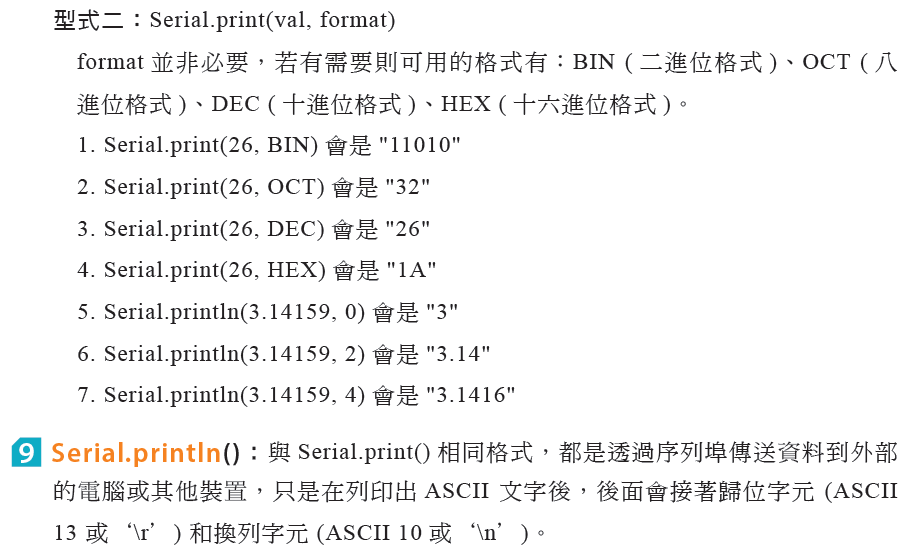 型式二：Serial.print(val, format)
format 並非必要，若有需要則可用的格式有：BIN ( 二進位格式 )、OCT ( 八
進位格式 )、DEC ( 十進位格式 )、HEX ( 十六進位格式 )。
1. Serial.print(26, BIN) 會是 "11010"
2. Serial.print(26, OCT) 會是 "32"
3. Serial.print(26, DEC) 會是 "26"
4. Serial.print(26, HEX) 會是 "1A"
5. Serial.println(3.14159, 0) 會是 "3"
6. Serial.println(3.14159, 2) 會是 "3.14"
7. Serial.println(3.14159, 4) 會是 "3.1416"
9 Serial.println()：與 Serial.print() 相同格式，都是透過序列埠傳送資料到外部
的電腦或其他裝置，只是在列印出 ASCII 文字後，後面會接著歸位字元 (ASCII
13 或‘\r’) 和換列字元 (ASCII 10 或‘\n’)。